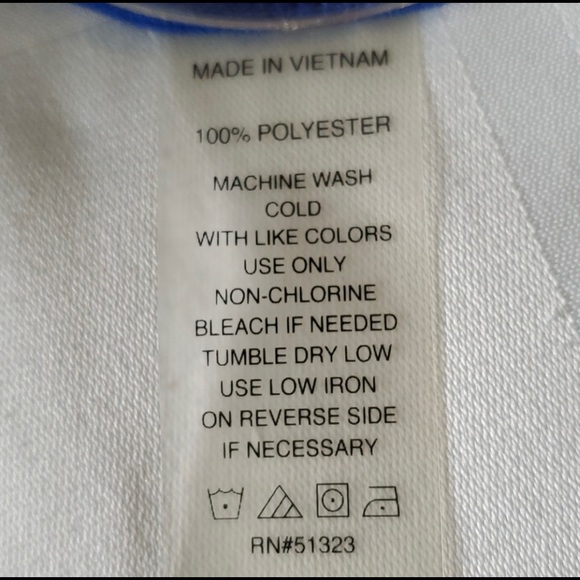 MADE IN VIETNAM
100% POLYESTER
MACHINE WASH
COLD
WITH LIKE COLORS
USE ONLY
NON-CHLORINE
BLEACH IF NEEDED
TUMBLE DRY LOW
USE LOW IRON
ON REVERSE SIDE
IF NECESSARY
RN#51323